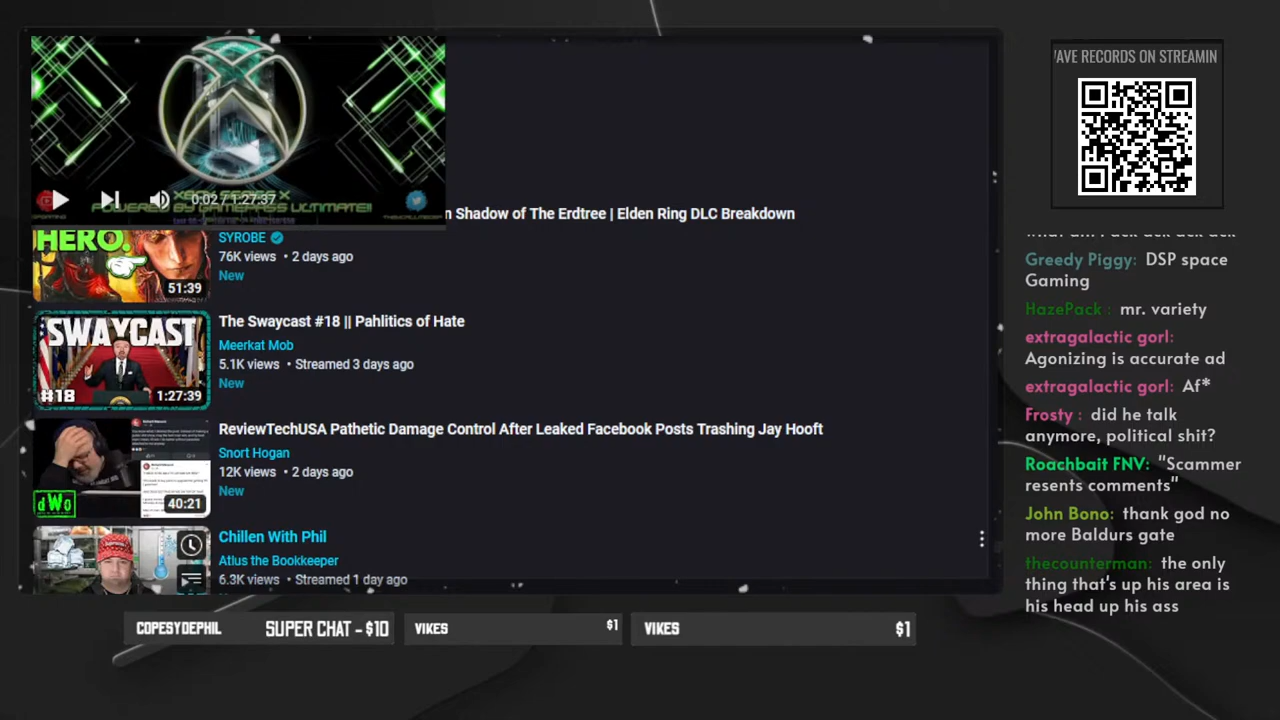 XBOX SERIES X
POWERED BY GAMEPASS ULTIMATE!!
0:02 / 1:27:37
n Shadow of The Erdtree | Elden Ring DLC Breakdown
HERO.
51:39
SYROBE
76K views • 2 days ago
New
SWAYCAST
#18
1:27:39
The Swaycast #18 || Pahlitics of Hate
Meerkat Mob
5.1K views • Streamed 3 days ago
New
dWo
40:21
ReviewTechUSA Pathetic Damage Control After Leaked Facebook Posts Trashing Jay Hooft
Snort Hogan
12K views • 2 days ago
New
Chillen With Phil
Atlus the Bookkeeper
6.3K views • Streamed 1 day ago
COPESYDEPHIL SUPER CHAT - $10
VIKES $1
VIKES $1
AVE RECORDS ON STREAMIN
Greedy Piggy: DSP space
Gaming
HazePack : mr. variety
extragalactic gorl:
Agonizing is accurate ad
extragalactic gorl: Af*
Frosty : did he talk
anymore, political shit?
Roachbait FNV: "Scammer
resents comments"
John Bono: thank god no
more Baldurs gate
thecounterman: the only
thing that's up his area is
his head up his ass